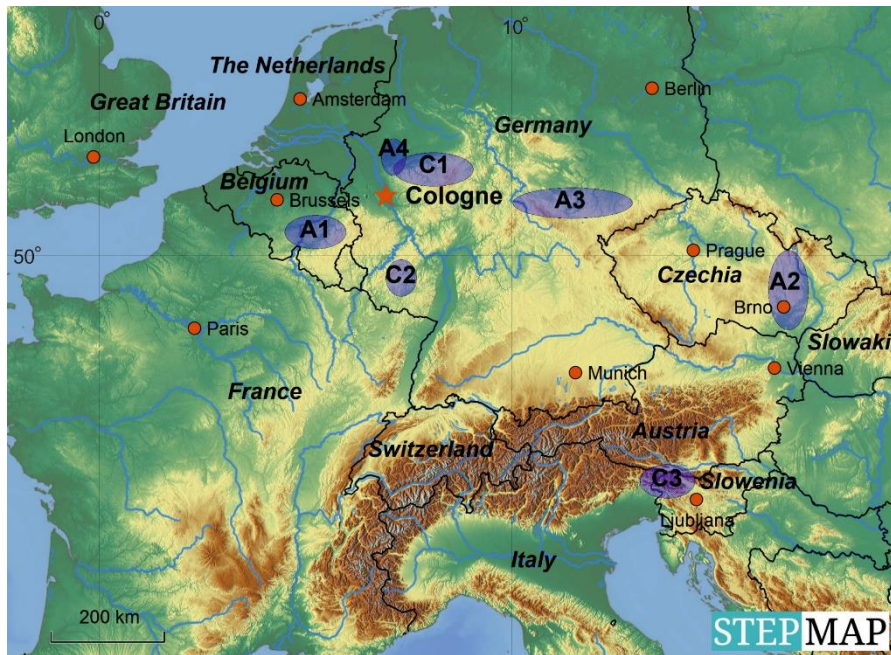 0°
10°
The Netherlands
Berlin
Amsterdam
Great Britain
Germany
London
A4
C1
Belgium
Brussels
Cologne
A3
A1
50°
Prague
C2
Czechia
A2
Brno
Paris
Slowaki
Munich
Vienna
France
Austria
Switzerland
C3
Slowenia
Ljubljana
Italy
200 km
STEPMAP